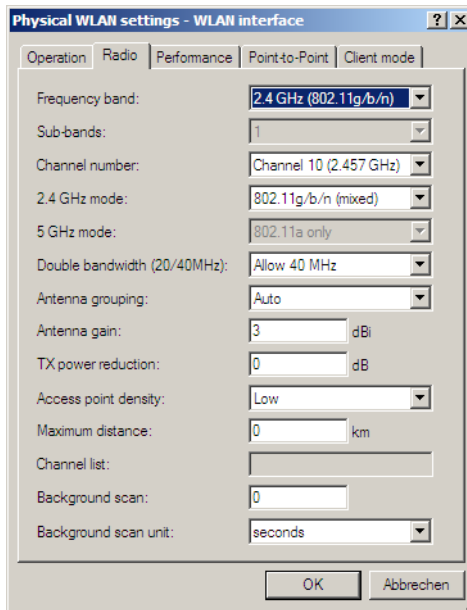 Physical WLAN settings - WLAN interface ? X
Operation Radio Performance Point-to-Point Client mode
Frequency band: 2.4 GHz (802.11g/b/n)
Sub-bands: 1
Channel number: Channel 10 (2.457 GHz)
2.4 GHz mode: 802.11g/b/n (mixed)
5 GHz mode: 802.11a only
Double bandwidth (20/40MHz): Allow 40 MHz
Antenna grouping: Auto
Antenna gain: 3 dBi
TX power reduction: 0 dB
Access point density: Low
Maximum distance: 0 km
Channel list:
Background scan: 0
Background scan unit: seconds
OK Abbrechen